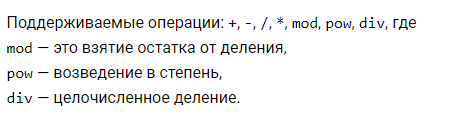 Поддерживаемые операции: +, -, /, *, mod, pow, div, где
mod — это взятие остатка от деления,
pow — возведение в степень,
div — целочисленное деление.